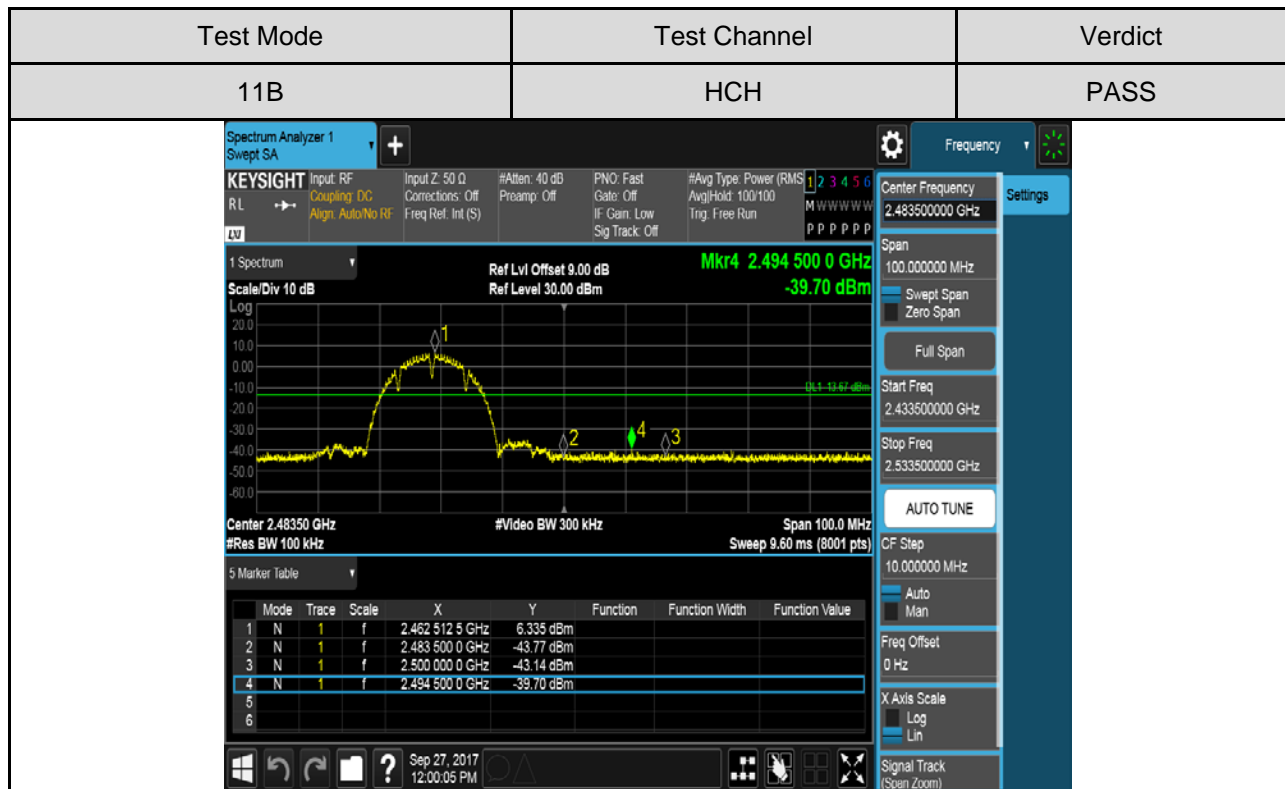 Test Mode Test Channel Verdict
11B HCH PASS
Spectrum Analyzer 1
Swept SA
Frequency
Settings
KEYSIGHT
RL
LXI
Input: RF
Coupling: DC
Align: Auto/No RF
Input Z: 50 Ω
Corrections: Off
Freq Ref: Int (S)
#Atten: 40 dB
Preamp: Off
PNO: Fast
Gate: Off
IF Gain: Low
Sig Track: Off
#Avg Type: Power (RMS
Avg|Hold: 100/100
Trig: Free Run
1 2 3 4 5 6
M W W W W W
P P P P P P
1 Spectrum
Scale/Div 10 dB
Ref Lvl Offset 9.00 dB
Ref Level 30.00 dBm
Mkr4 2.494 500 0 GHz
-39.70 dBm
Log
20.0
10.0
0.00
-10.0
-20.0
-30.0
-40.0
-50.0
-60.0
1
2
4
3
DL1 -13.67 dBm
Center 2.48350 GHz
#Res BW 100 kHz
#Video BW 300 kHz
Span 100.0 MHz
Sweep 9.60 ms (8001 pts)
5 Marker Table
Mode Trace Scale X Y Function Function Width Function Value
1 N 1 f 2.462 512 5 GHz 6.335 dBm
2 N 1 f 2.483 500 0 GHz -43.77 dBm
3 N 1 f 2.500 000 0 GHz -43.14 dBm
4 N 1 f 2.494 500 0 GHz -39.70 dBm
5
6
?
Sep 27, 2017
12:00:05 PM
Center Frequency
2.483500000 GHz
Span
100.000000 MHz
Swept Span
Zero Span
Full Span
Start Freq
2.433500000 GHz
Stop Freq
2.533500000 GHz
AUTO TUNE
CF Step
10.000000 MHz
Auto
Man
Freq Offset
0 Hz
X Axis Scale
Log
Lin
Signal Track
(Span Zoom)